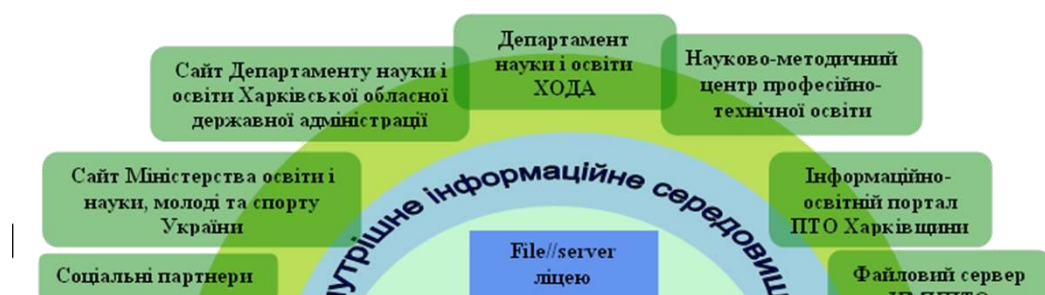 Департамент
науки і освіти
ХОДА
Сайт Департаменту науки і
освіти Харківської обласної
державної адміністрації
Науково-методичний
центр професійно-
технічної освіти
Сайт Міністерства освіти і
науки, молоді та спорту
України
інформаційне
Інформаційно-
освітній портал
ПТО Харківщини
File//server
ліцею
Соціальні партнери
Файловий сервер